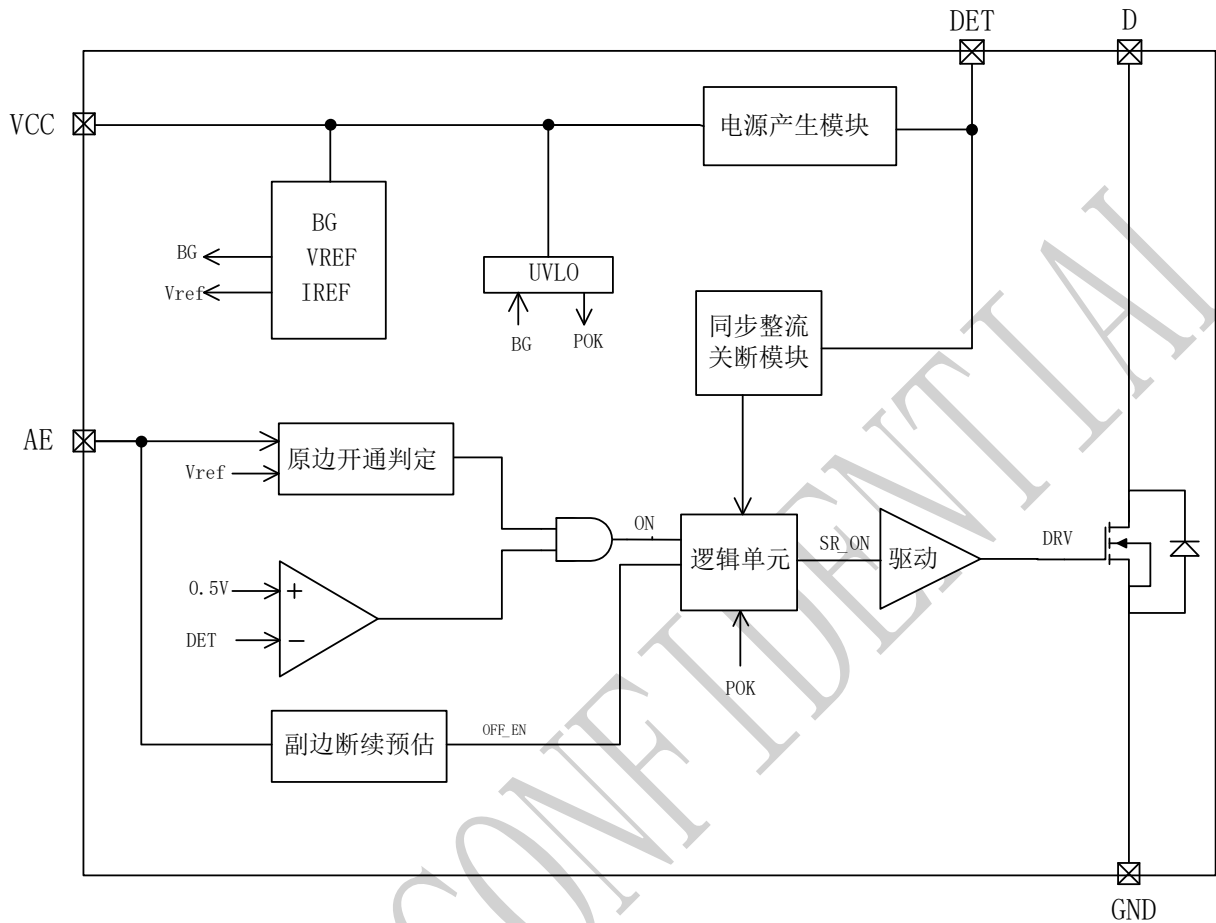 DET
D
VCC
电源产生模块
BG
VREF
IREF
BG
Vref
UVLO
BG
POK
同步整流
关断模块
AE
原边开通判定
Vref
ON
逻辑单元
SR_ON
驱动
DRV
0.5V
+
DET
-
POK
副边断续预估
OFF_EN
GND
CONFIDENTIAL